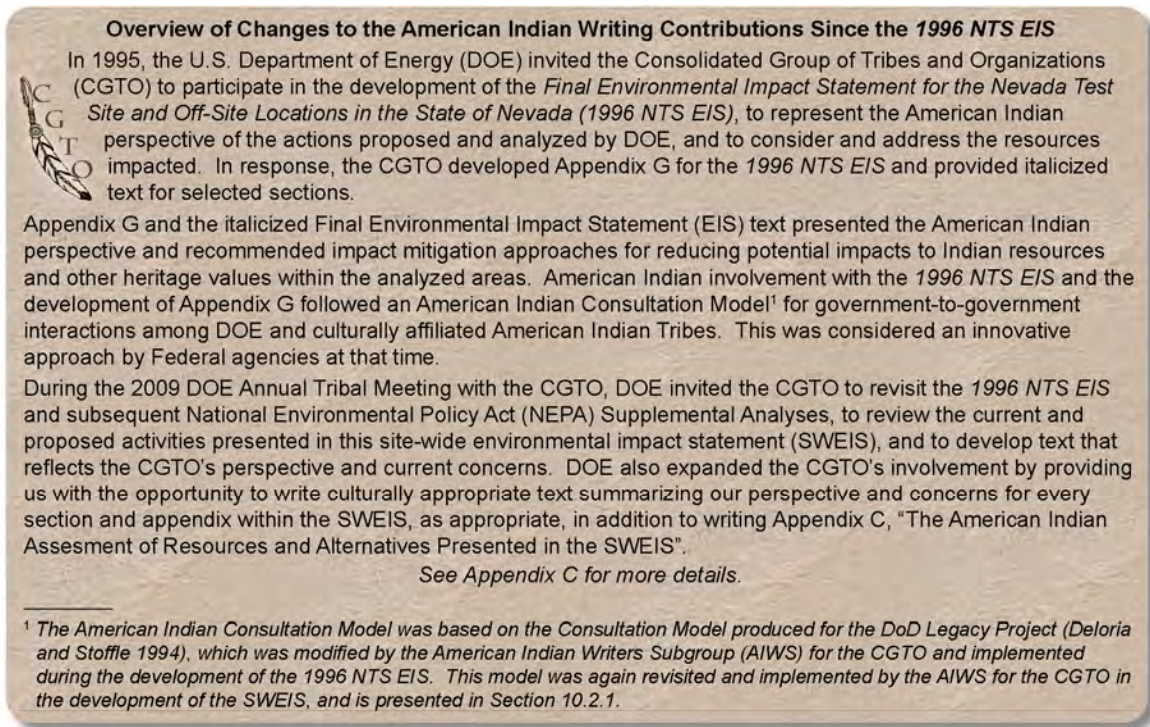 Overview of Changes to the American Indian Writing Contributions Since the 1996 NTS EIS
In 1995, the U.S. Department of Energy (DOE) invited the Consolidated Group of Tribes and Organizations
(CGTO) to participate in the development of the Final Environmental Impact Statement for the Nevada Test
Site and Off-Site Locations in the State of Nevada (1996 NTS EIS), to represent the American Indian
perspective of the actions proposed and analyzed by DOE, and to consider and address the resources
impacted. In response, the CGTO developed Appendix G for the 1996 NTS EIS and provided italicized
text for selected sections.
C
G
T
O
Appendix G and the italicized Final Environmental Impact Statement (EIS) text presented the American Indian
perspective and recommended impact mitigation approaches for reducing potential impacts to Indian resources
and other heritage values within the analyzed areas. American Indian involvement with the 1996 NTS EIS and the
development of Appendix G followed an American Indian Consultation Model¹ for government-to-government
interactions among DOE and culturally affiliated American Indian Tribes. This was considered an innovative
approach by Federal agencies at that time.
During the 2009 DOE Annual Tribal Meeting with the CGTO, DOE invited the CGTO to revisit the 1996 NTS EIS
and subsequent National Environmental Policy Act (NEPA) Supplemental Analyses, to review the current and
proposed activities presented in this site-wide environmental impact statement (SWEIS), and to develop text that
reflects the CGTO's perspective and current concerns. DOE also expanded the CGTO's involvement by providing
us with the opportunity to write culturally appropriate text summarizing our perspective and concerns for every
section and appendix within the SWEIS, as appropriate, in addition to writing Appendix C, “The American Indian
Assesment of Resources and Alternatives Presented in the SWEIS”.
See Appendix C for more details.
¹ The American Indian Consultation Model was based on the Consultation Model produced for the DoD Legacy Project (Deloria
and Stoffle 1994), which was modified by the American Indian Writers Subgroup (AIWS) for the CGTO and implemented
during the development of the 1996 NTS EIS. This model was again revisited and implemented by the AIWS for the CGTO in
the development of the SWEIS, and is presented in Section 10.2.1.